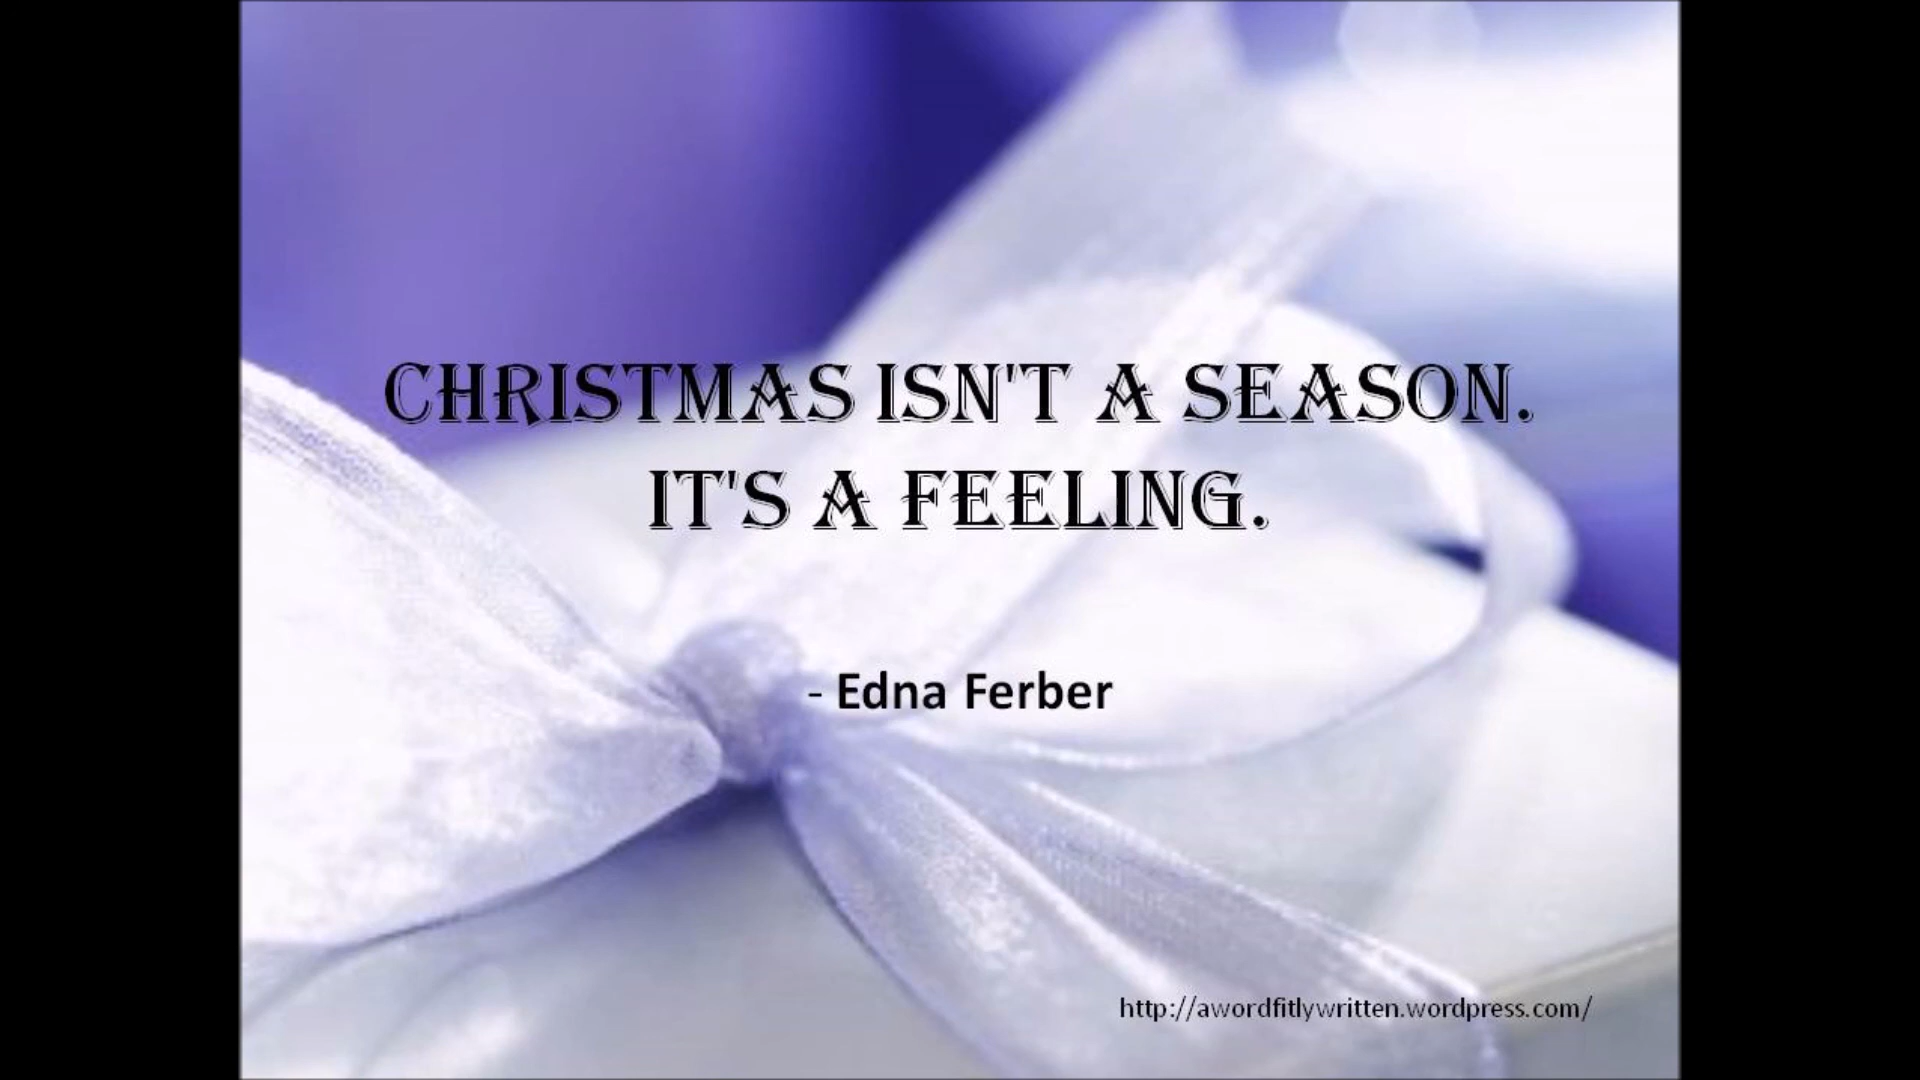 CHRISTMAS ISN'T A SEASON.
IT'S A FEELING.
- Edna Ferber
http://awordfitlywritten.wordpress.com/